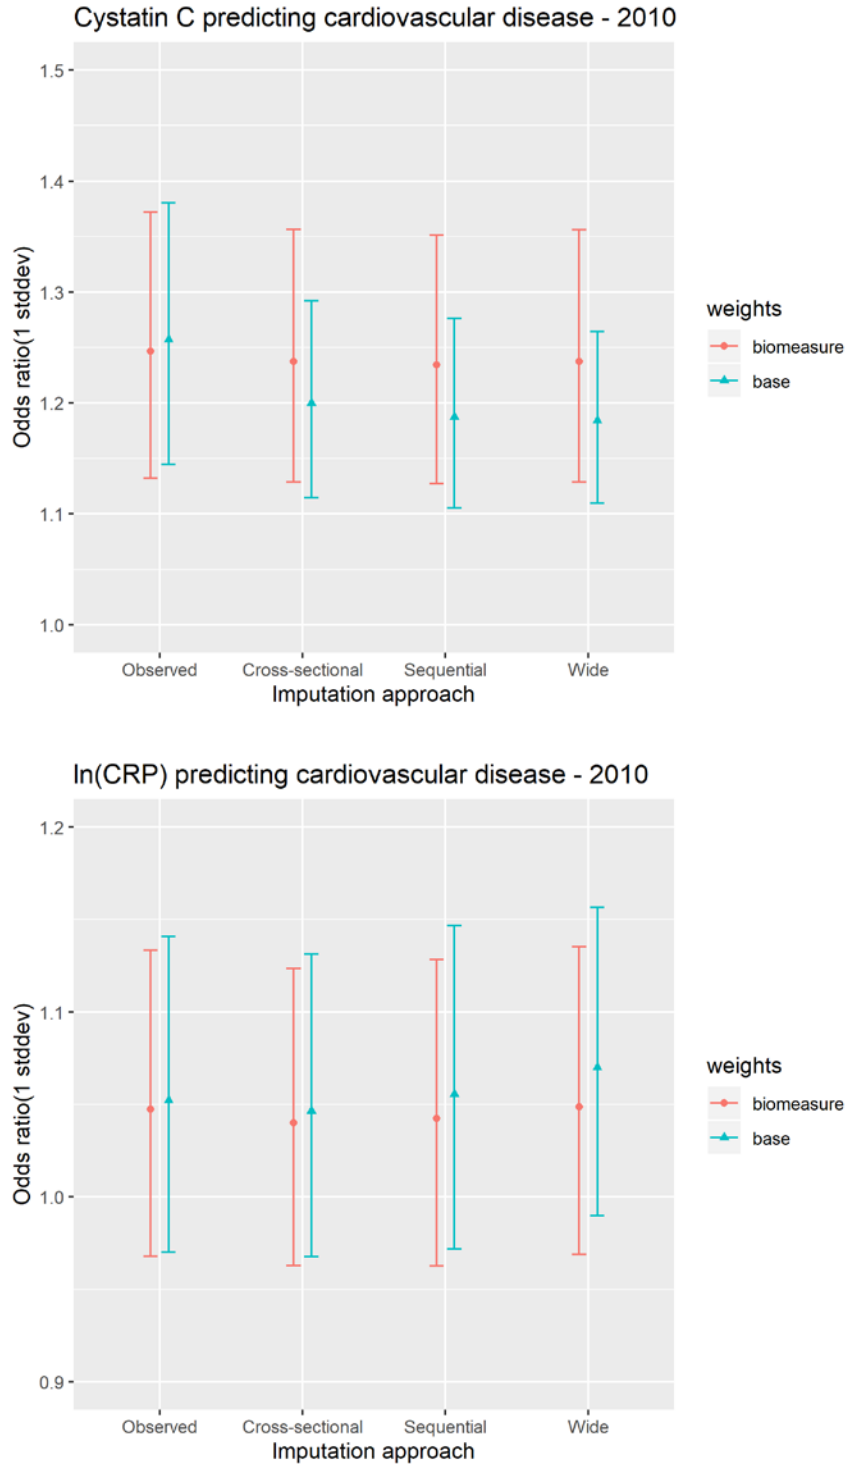 Cystatin C predicting cardiovascular disease - 2010
1.5
1.4
1.3
1.2
1.1
1.0
Odds ratio(1 stddev)
Observed
Cross-sectional
Sequential
Wide
Imputation approach
weights
biomeasure
base
ln(CRP) predicting cardiovascular disease - 2010
1.2
1.1
1.0
0.9
Odds ratio(1 stddev)
Observed
Cross-sectional
Sequential
Wide
Imputation approach
weights
biomeasure
base